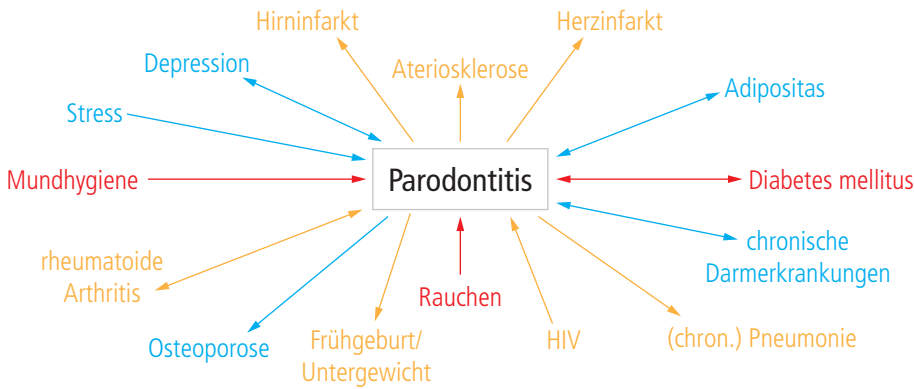 Hirninfarkt
Herzinfarkt
Depression
Ateriosklerose
Adipositas
Stress
Mundhygiene
Parodontitis
Diabetes mellitus
rheumatoide
Arthritis
chronische
Darmerkrankungen
Rauchen
Osteoporose
Frühgeburt/
Untergewicht
HIV
(chron.) Pneumonie